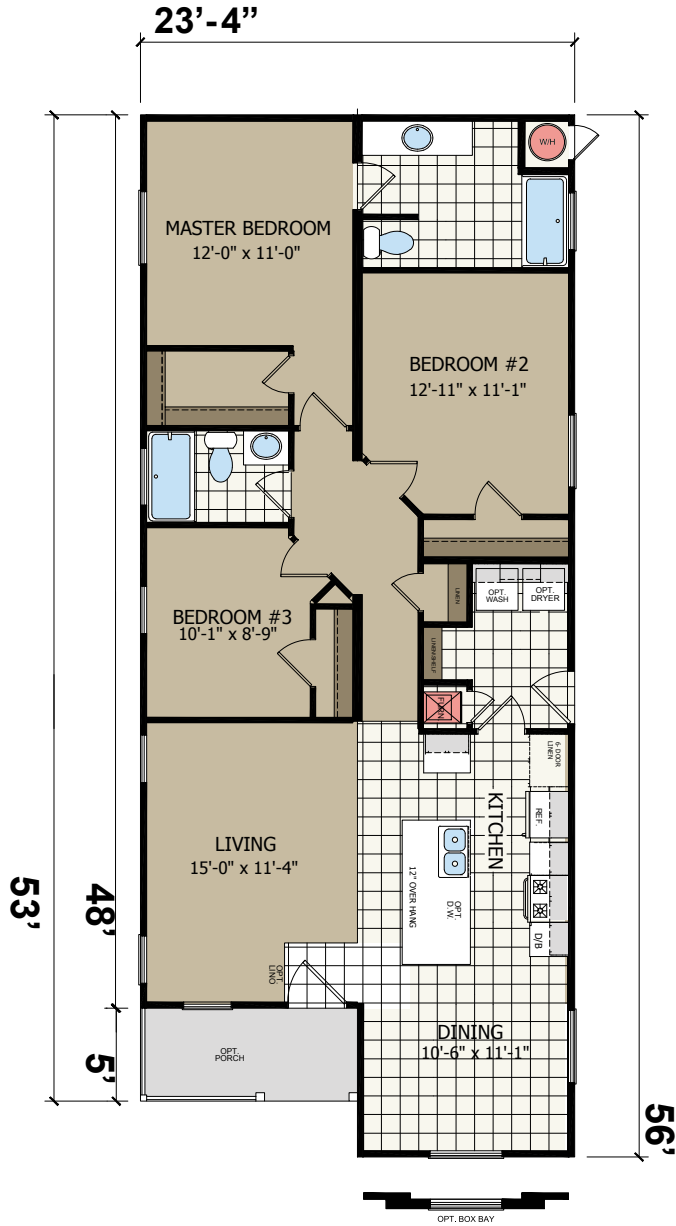 23'-4"
W/H
MASTER BEDROOM
12'-0" x 11'-0"
BEDROOM #2
12'-11" x 11'-1"
OPT.
WASH
OPT.
DRYER
LINEN
BEDROOM #3
10'-1" x 8'-9"
LINEN/SHELF
FURN
6-DOOR
LINEN
KITCHEN
REF.
LIVING
15'-0" x 11'-4"
12" OVER HANG
OPT.
D.W.
D/B
53'
48'
OPT.
LINO
DINING
10'-6" x 11'-1"
OPT.
PORCH
5'
56'
OPT. BOX BAY